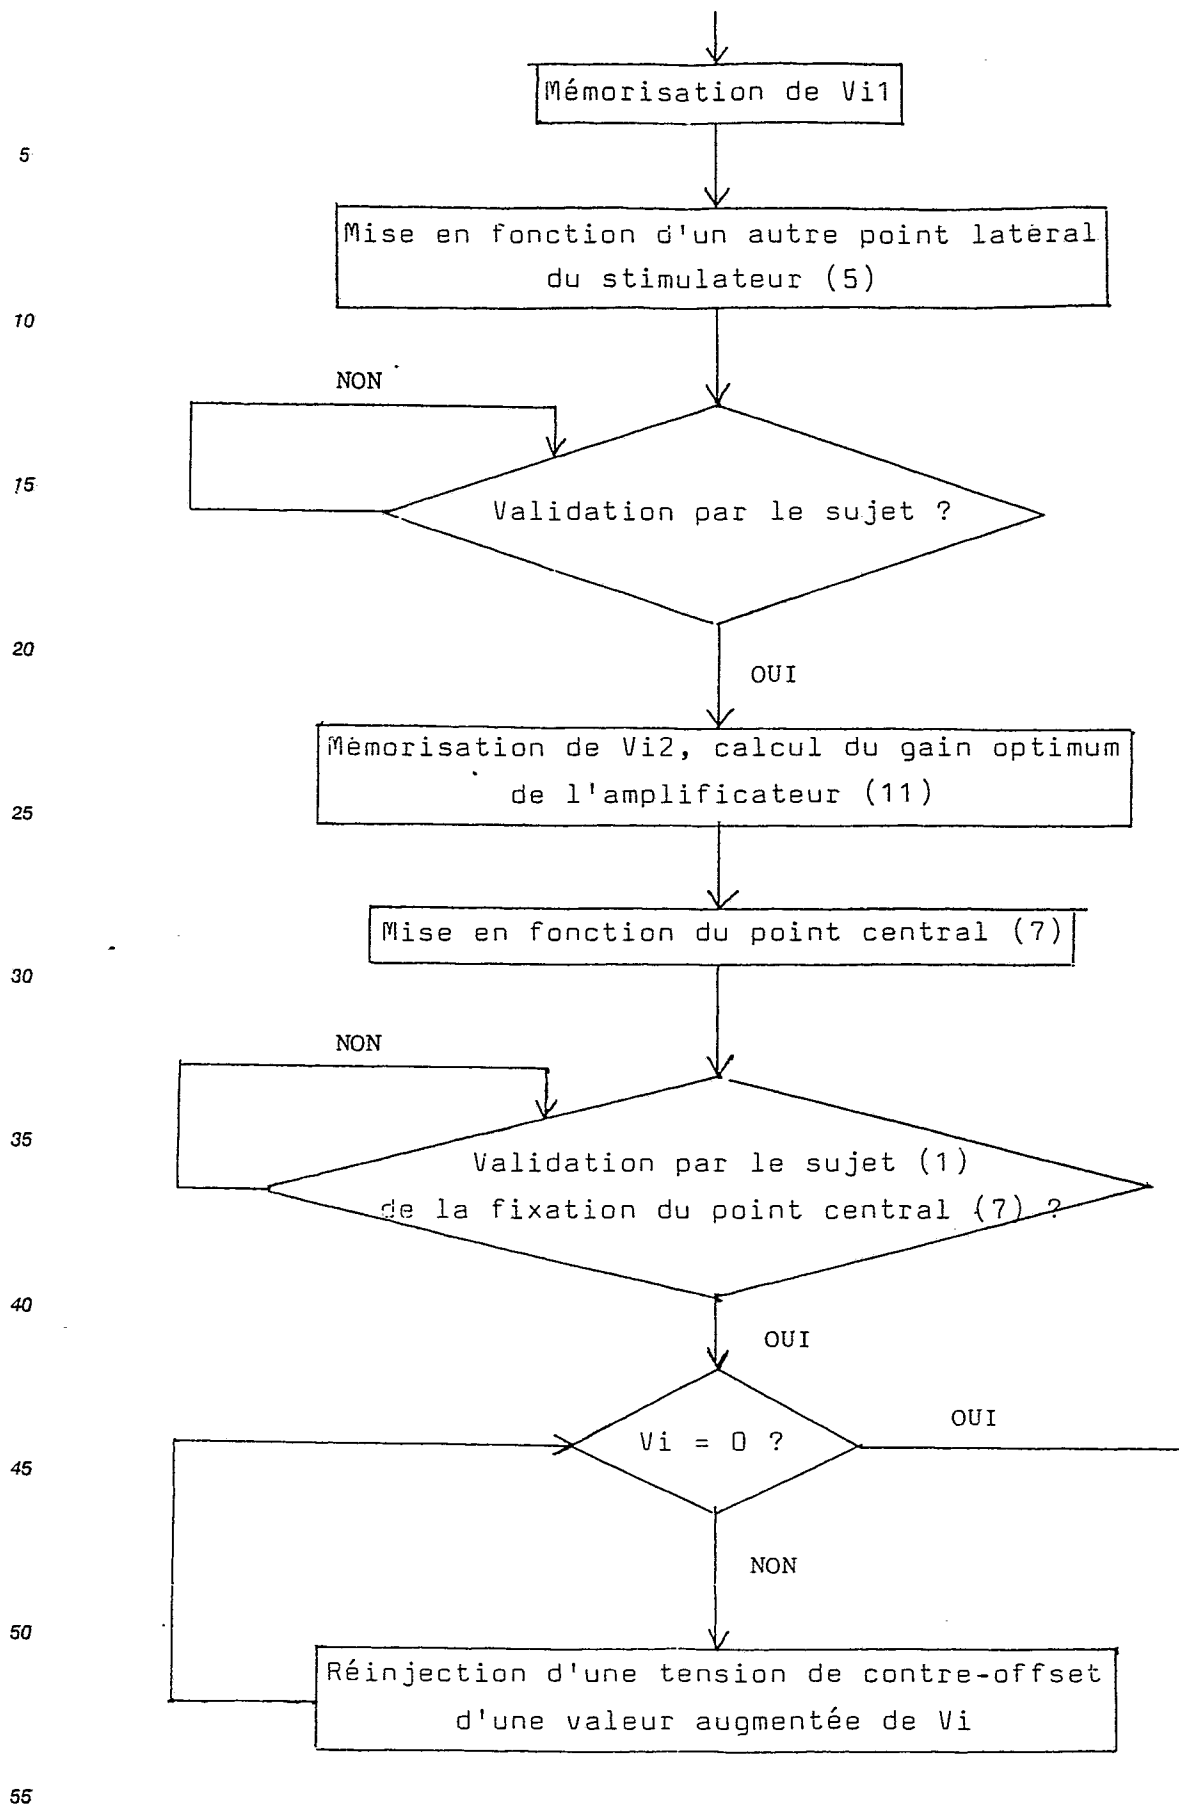 Mémorisation de Vi1
5
Mise en fonction d'un autre point latéral
du stimulateur (5)
10
NON
15
Validation par le sujet ?
20
OUI
Mémorisation de Vi2, calcul du gain optimum
de l'amplificateur (11)
25
Mise en fonction du point central (7)
30
NON
35
Validation par le sujet (1)
de la fixation du point central (7) ?
40
OUI
OUI
Vi = 0 ?
45
NON
50
Réinjection d'une tension de contre-offset
d'une valeur augmentée de Vi
55